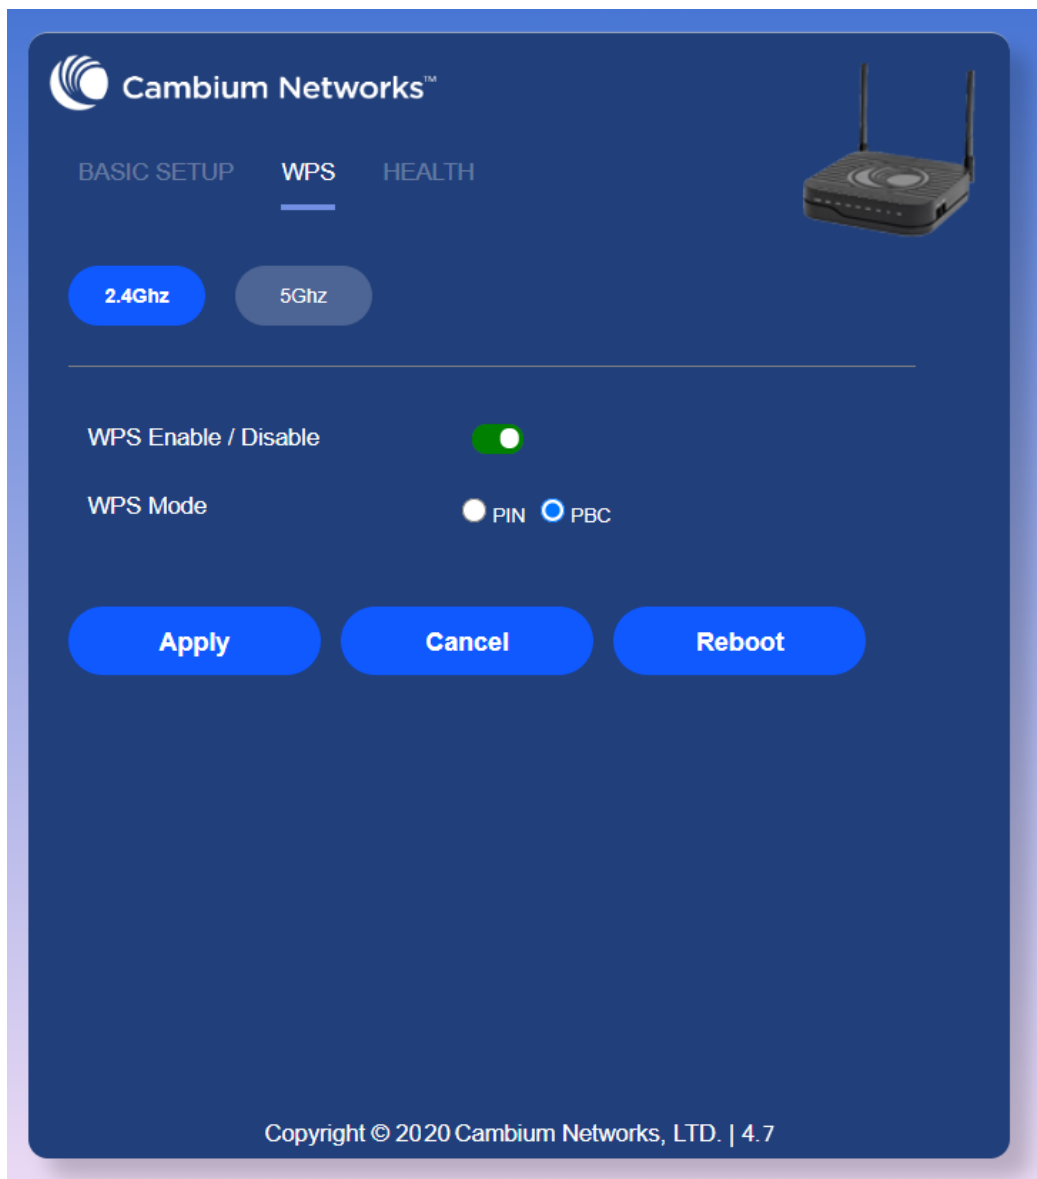 Cambium Networks™
BASIC SETUP WPS HEALTH
2.4Ghz 5Ghz
WPS Enable / Disable
WPS Mode PIN PBC
Apply Cancel Reboot
Copyright © 2020 Cambium Networks, LTD. | 4.7